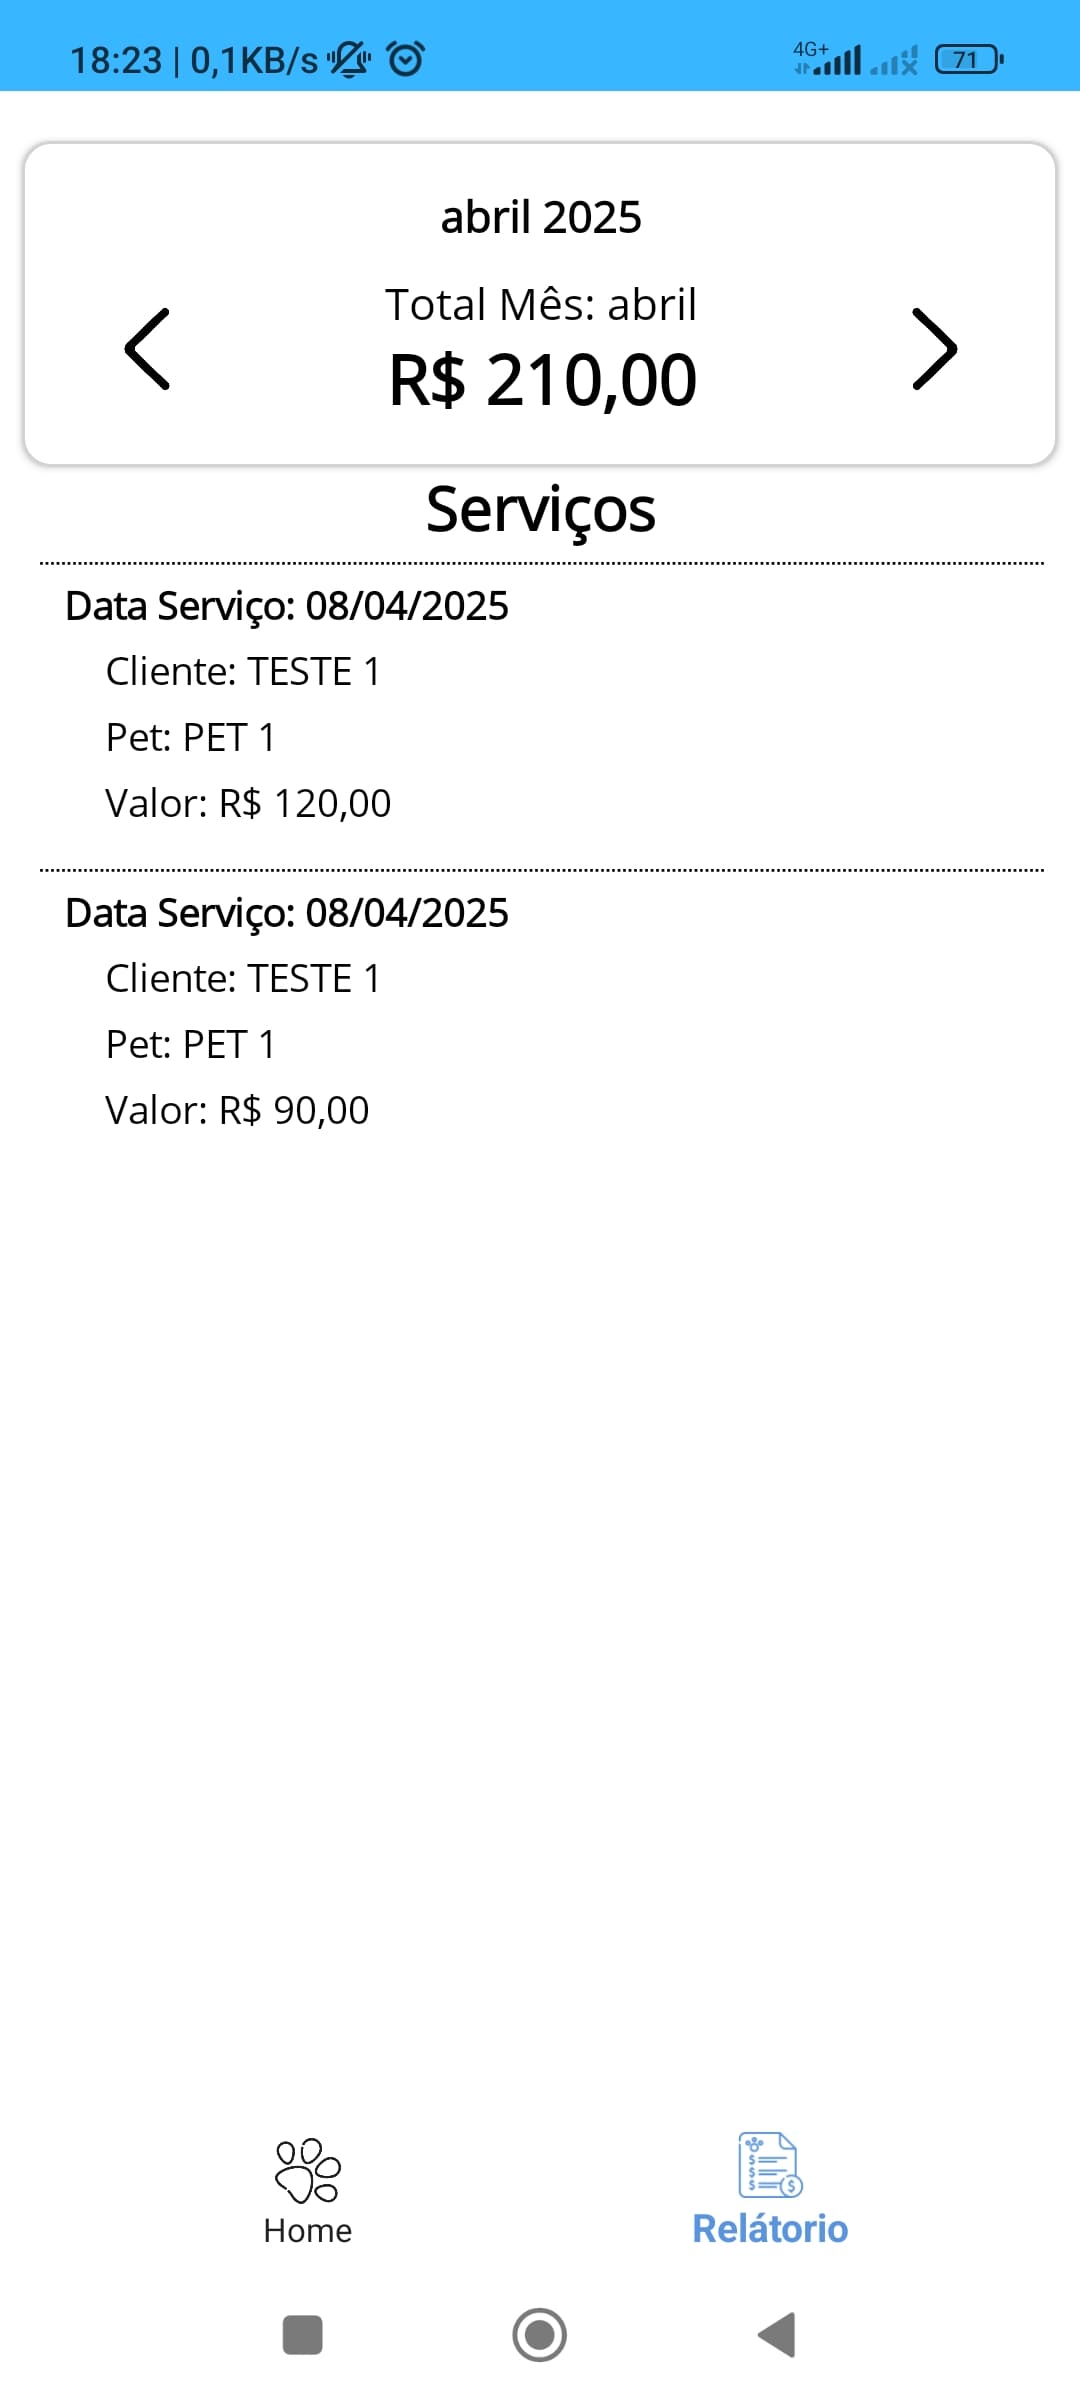 18:23 | 0,1KB/s
4G+
71
abril 2025
Total Mês: abril
R$ 210,00
Serviços
Data Serviço: 08/04/2025
Cliente: TESTE 1
Pet: PET 1
Valor: R$ 120,00
Data Serviço: 08/04/2025
Cliente: TESTE 1
Pet: PET 1
Valor: R$ 90,00
Home
Relátorio